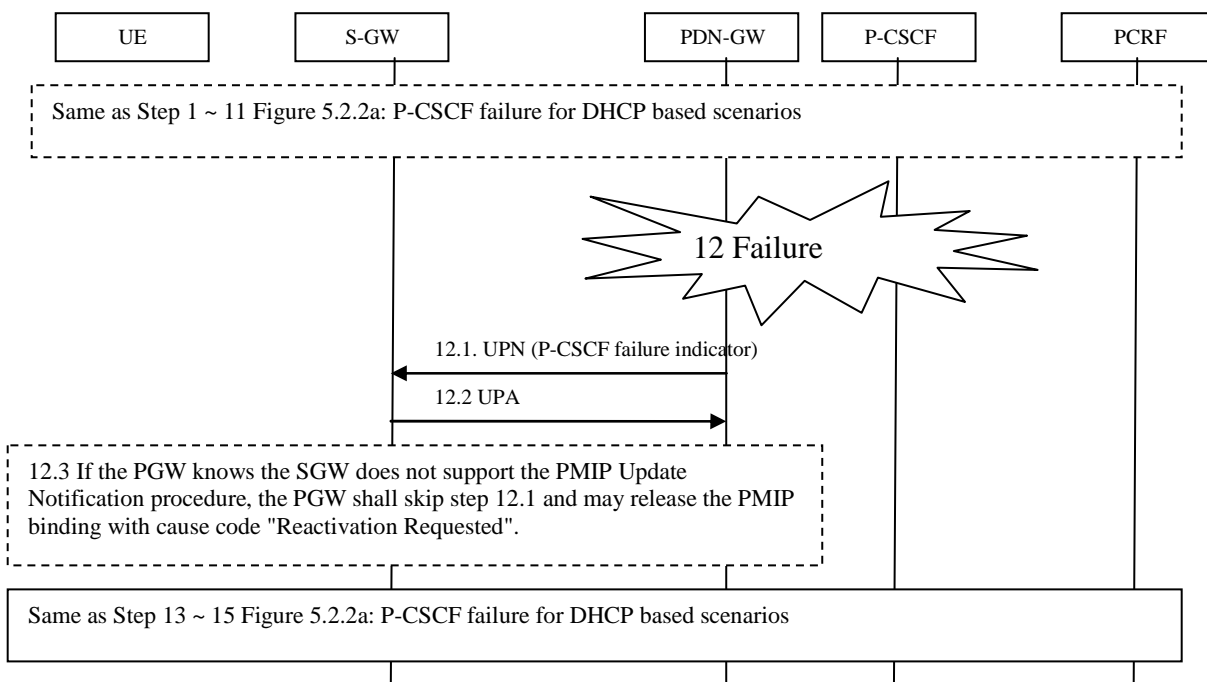 UE
S-GW
PDN-GW
P-CSCF
PCRF
Same as Step 1 ~ 11 Figure 5.2.2a: P-CSCF failure for DHCP based scenarios
12 Failure
12.1. UPN (P-CSCF failure indicator)
12.2 UPA
12.3 If the PGW knows the SGW does not support the PMIP Update
Notification procedure, the PGW shall skip step 12.1 and may release the PMIP
binding with cause code "Reactivation Requested".
Same as Step 13 ~ 15 Figure 5.2.2a: P-CSCF failure for DHCP based scenarios